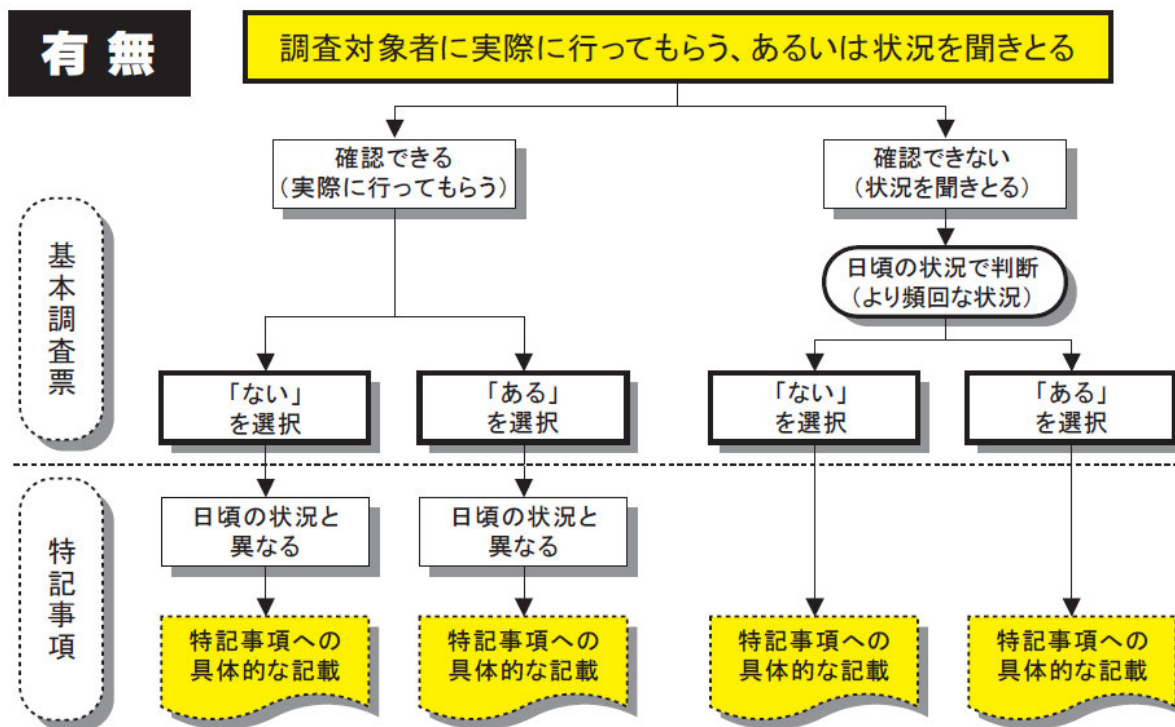 有無
調査対象者に実際に行ってもらう、あるいは状況を聞きとる
確認できる
(実際に行ってもらう)
確認できない
(状況を聞きとる)
基本調査票
日頃の状況で判断
(より頻回な状況)
「ない」
を選択
「ある」
を選択
「ない」
を選択
「ある」
を選択
特記事項
日頃の状況と
異なる
日頃の状況と
異なる
特記事項への
具体的な記載
特記事項への
具体的な記載
特記事項への
具体的な記載
特記事項への
具体的な記載